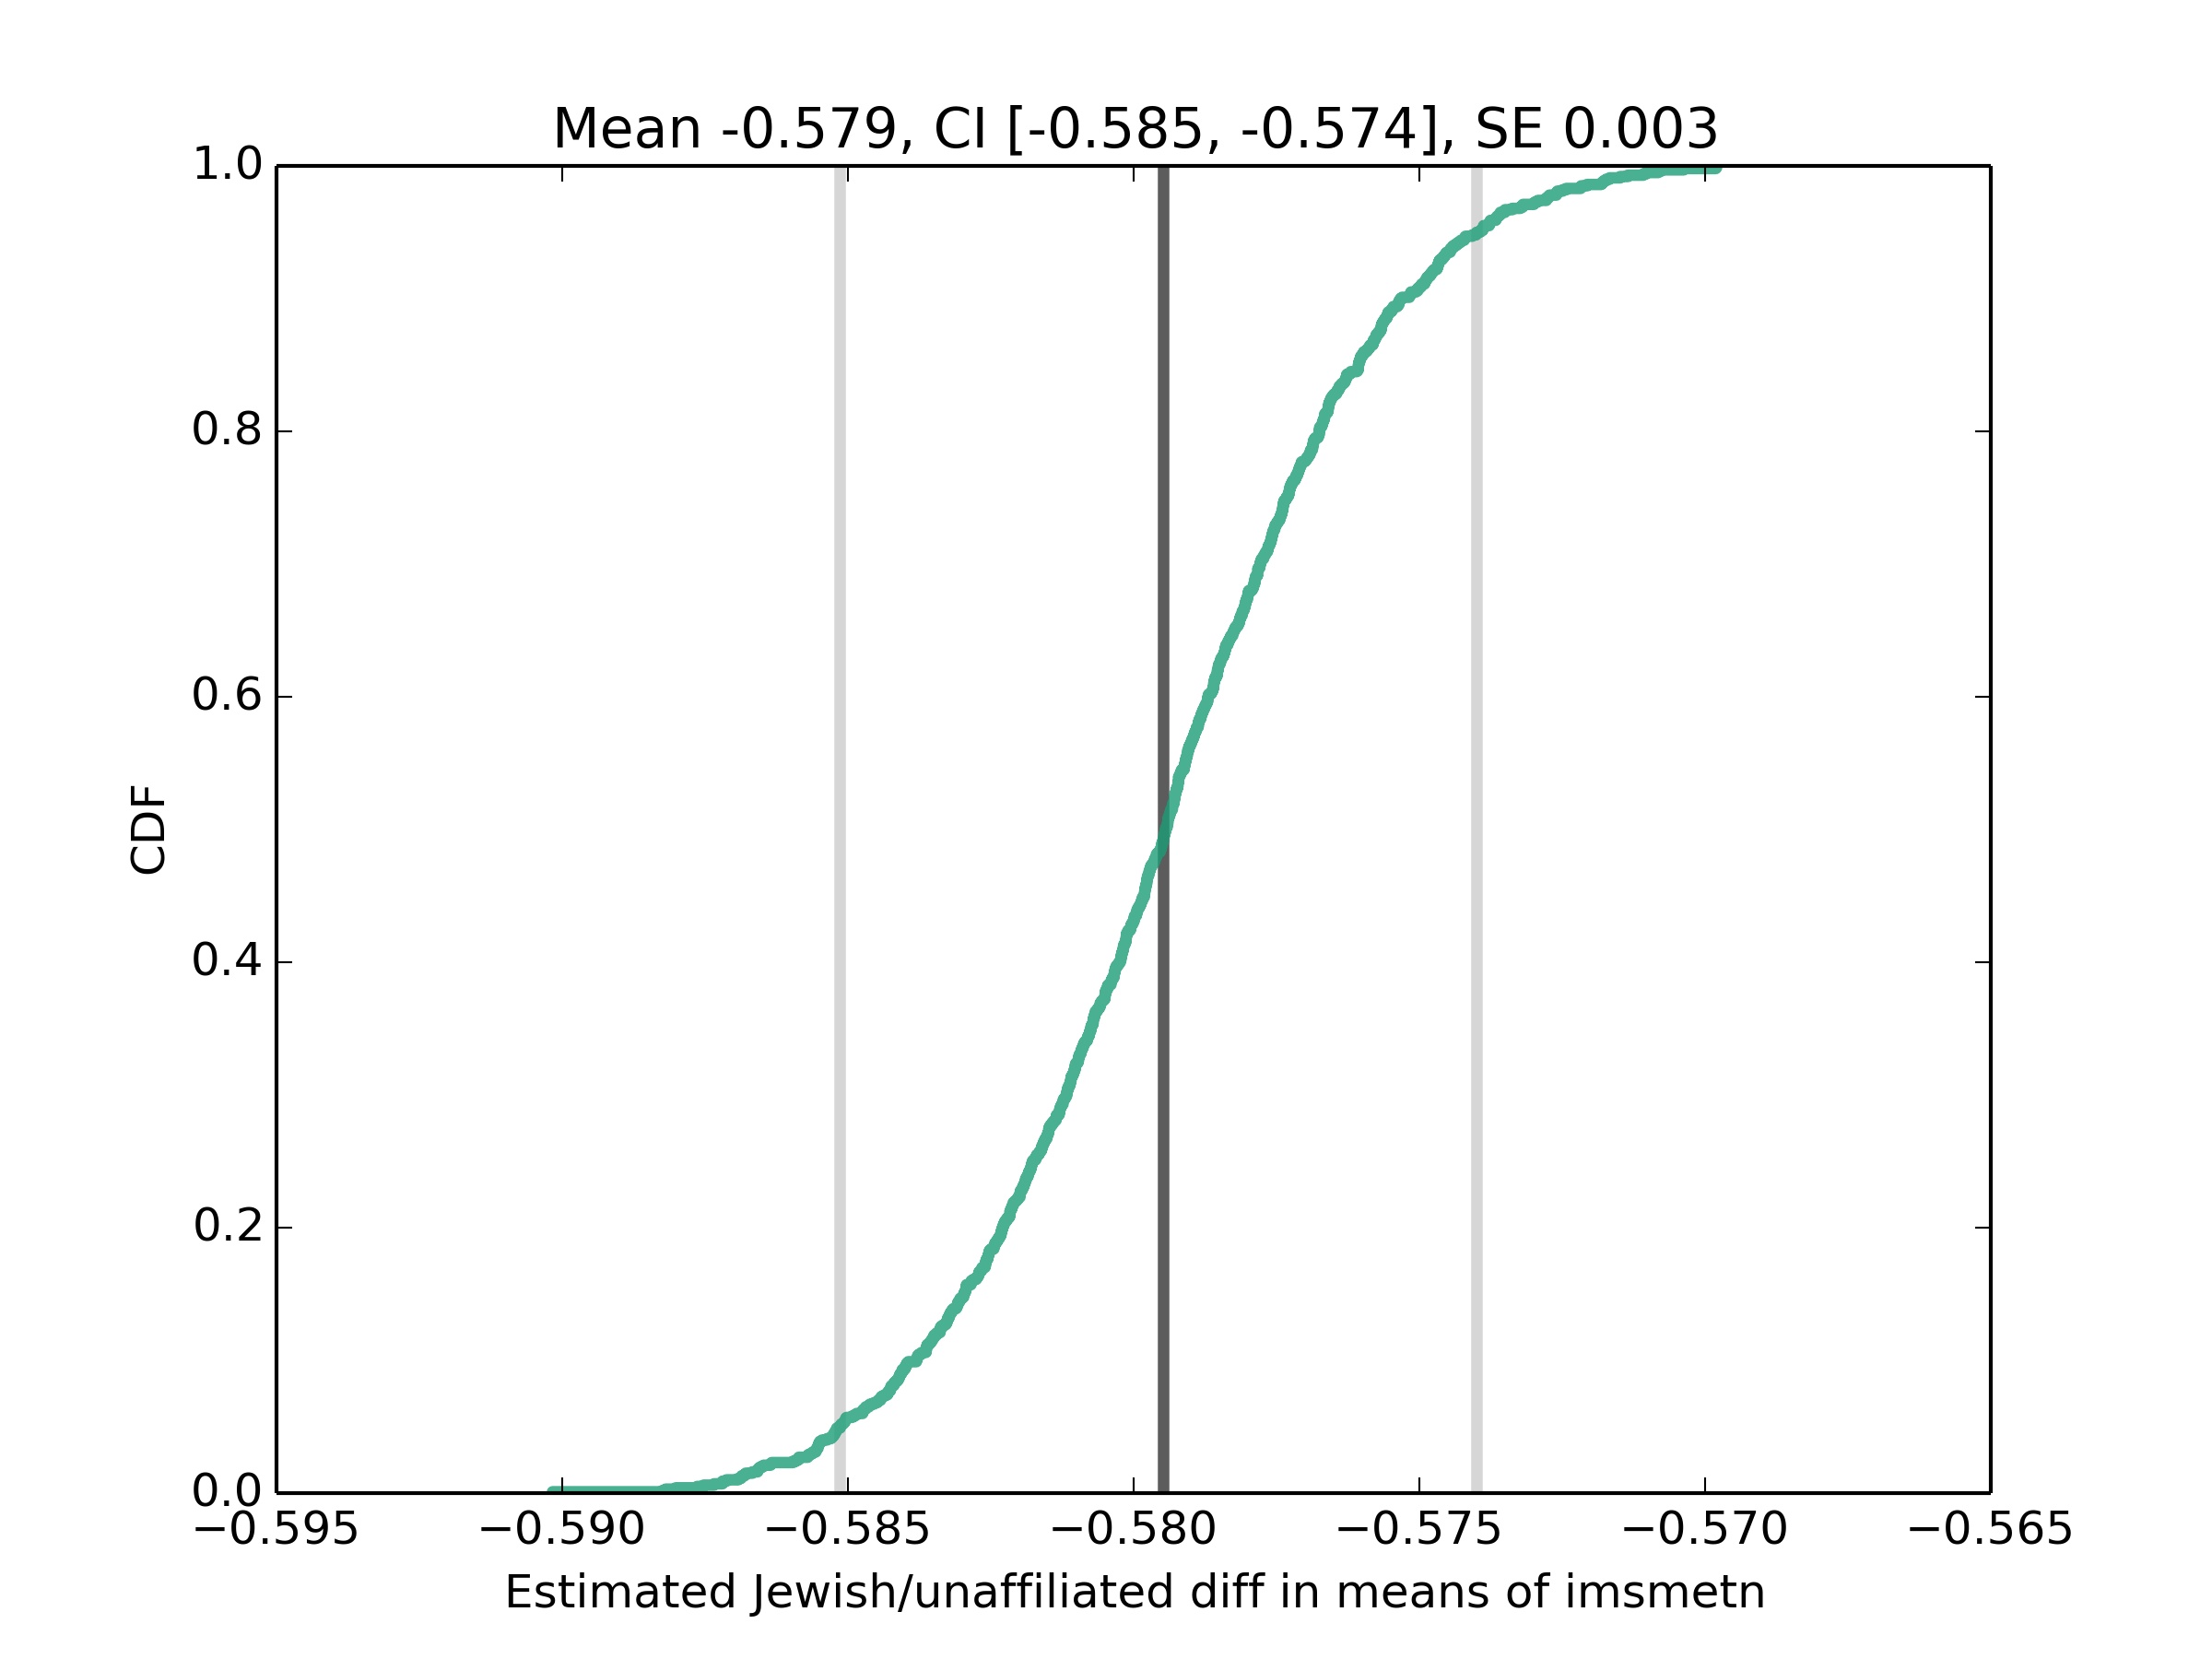 Mean -0.579, CI [-0.585, -0.574], SE 0.003
1.0
0.8
0.6
0.4
0.2
0.0
CDF
−0.595 −0.590 −0.585 −0.580 −0.575 −0.570 −0.565
Estimated Jewish/unaffiliated diff in means of imsmetn